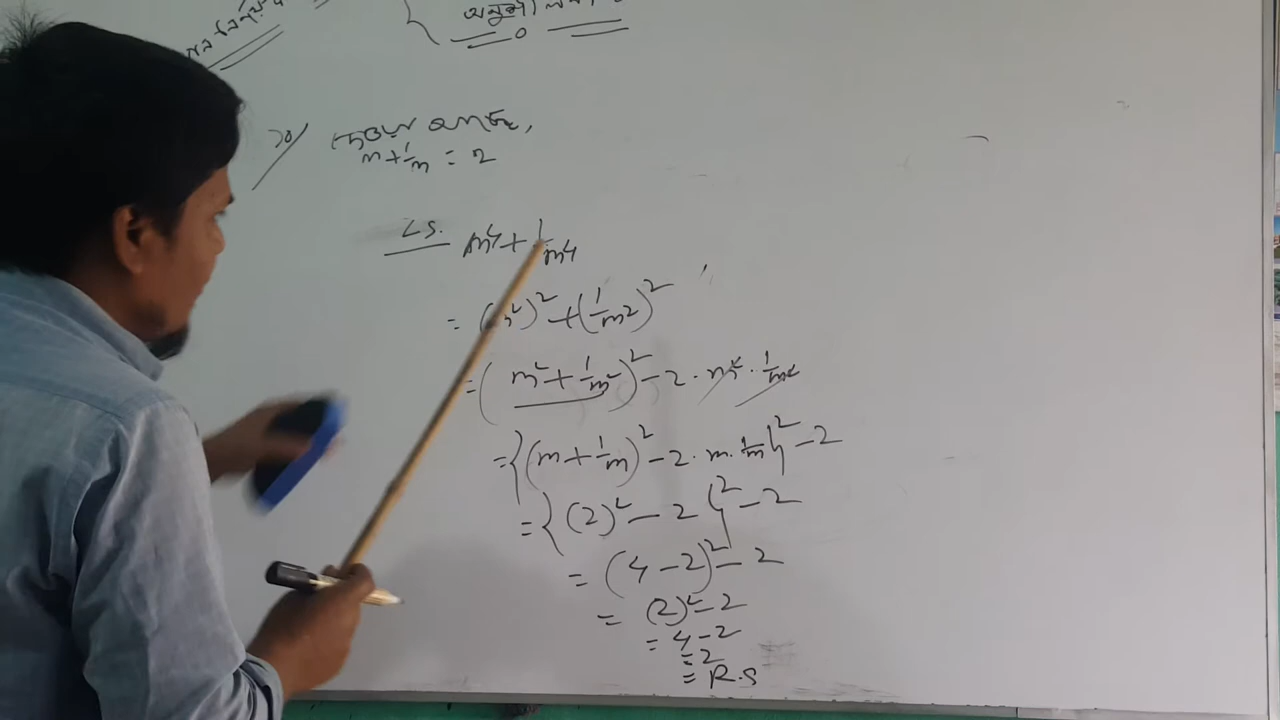 ১০/ দেওয়া আছে,
m + 1/m = 2
L.S. m⁴ + 1/m⁴
= (m²)² + (1/m²)²
= (m² + 1/m²)² − 2 · m² · 1/m²
= {(m + 1/m)² − 2 · m · 1/m}² − 2
= {(2)² − 2}² − 2
= (4 − 2)² − 2
= (2)² − 2
= 4 − 2
= 2
= R.S